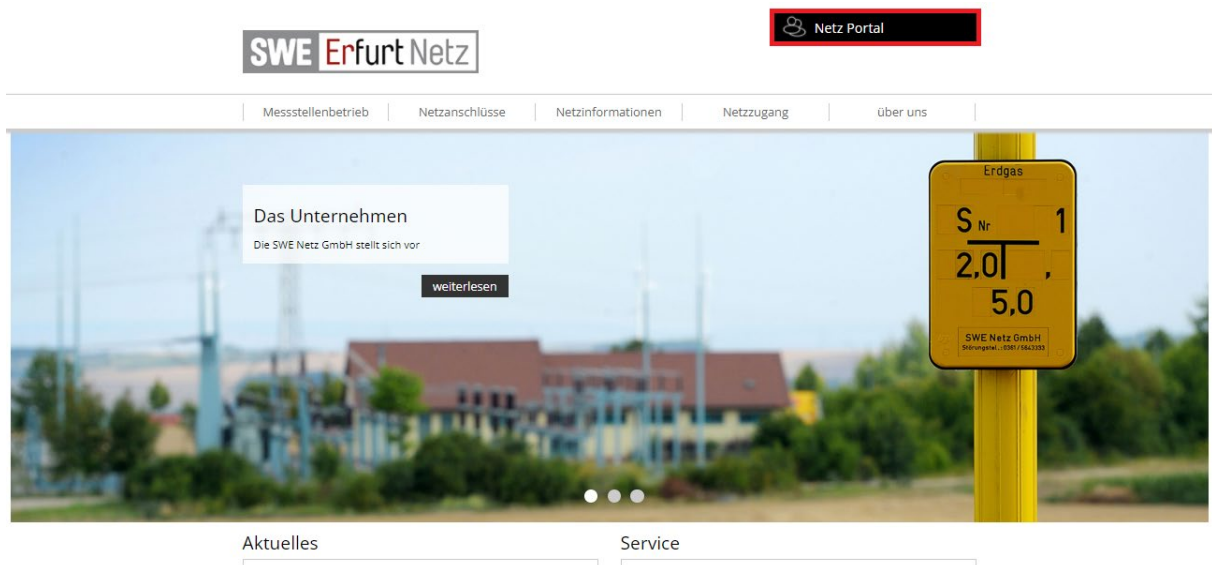 Netz Portal
SWE Erfurt Netz
Messstellenbetrieb
Netzanschlüsse
Netzinformationen
Netzzugang
über uns
Das Unternehmen
Die SWE Netz GmbH stellt sich vor
weiterlesen
Erdgas
S Nr 1
2,0 ,
5,0
SWE Netz GmbH
Aktuelles
Service